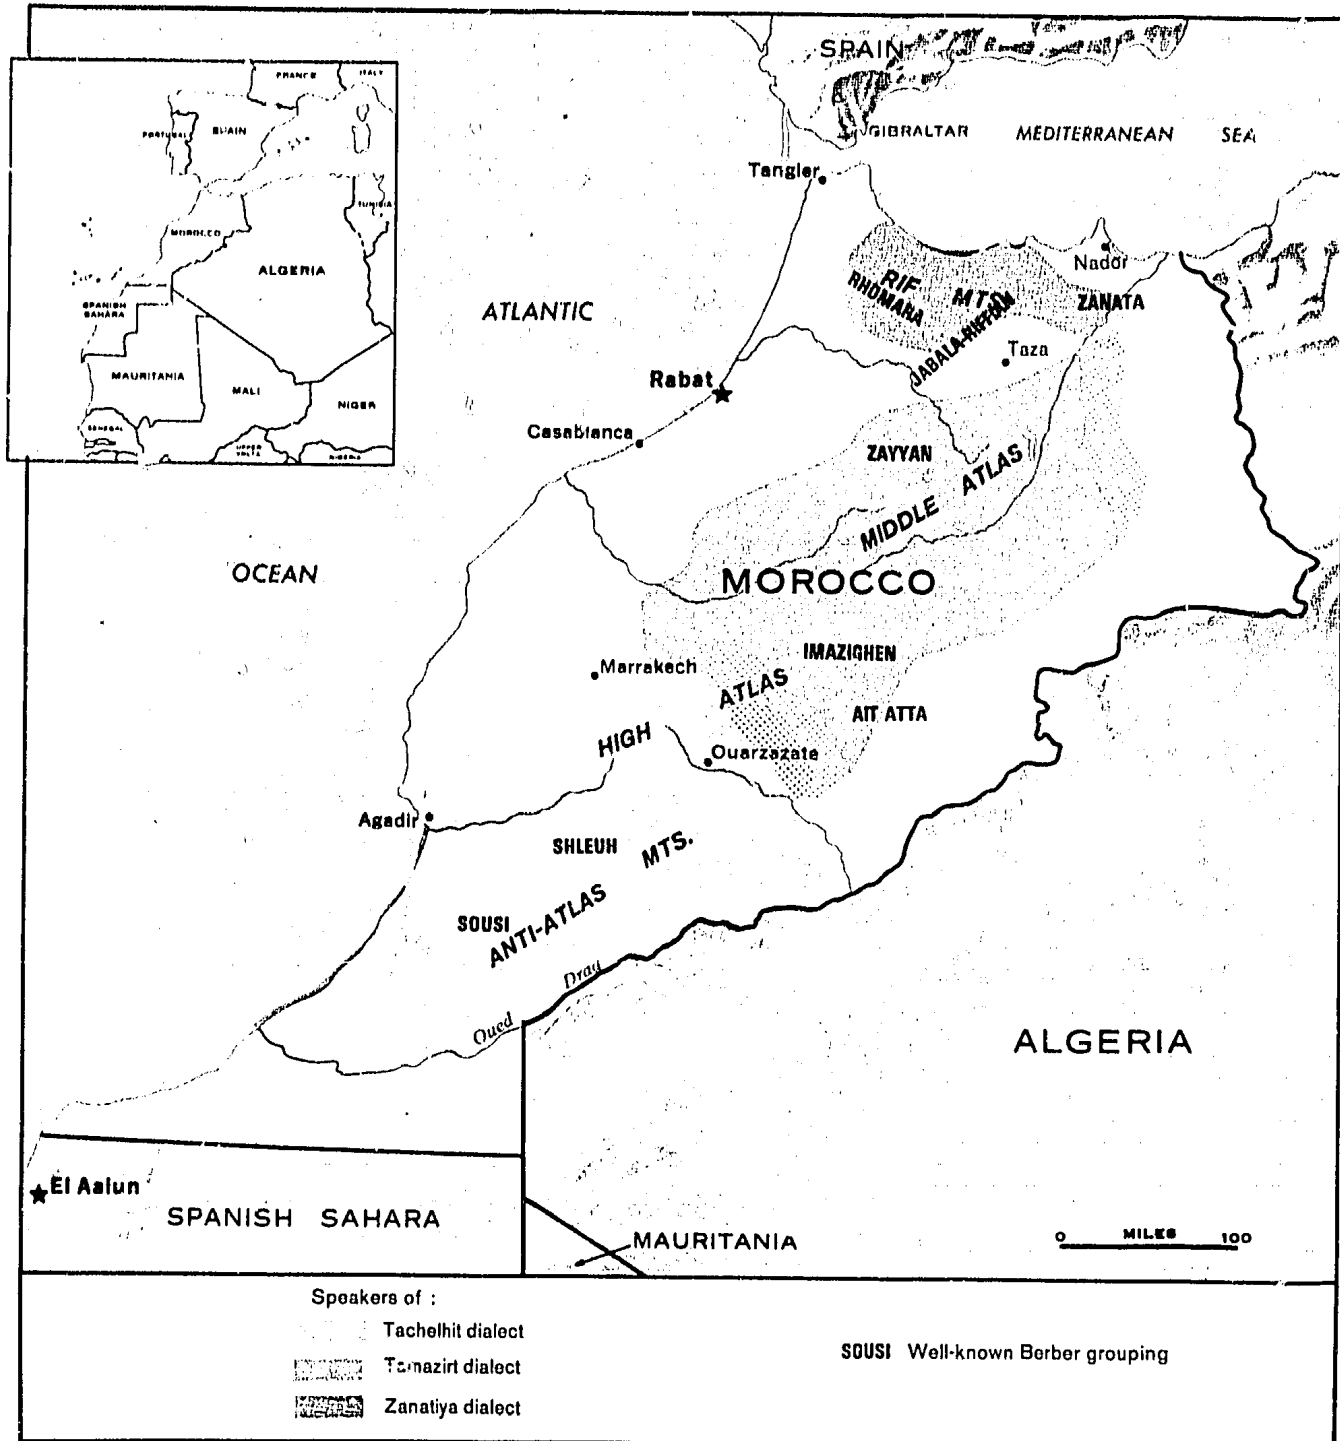 SPAIN
GIBRALTAR
MEDITERRANEAN SEA
FRANCE
ITALY
PORTUGAL
SPAIN
TUNISIA
MOROCCO
ALGERIA
SPANISH
SAHARA
MAURITANIA
MALI
NIGER
SENEGAL
UPPER
VOLTA
NIGERIA
Tangier
Nador
RIF MTS.
RHOMARA
ZANATA
JABALA-RIFFIAN
Taza
ATLANTIC
Rabat
Casablanca
ZAYYAN
MIDDLE ATLAS
OCEAN
MOROCCO
IMAZIGHEN
Marrakech
HIGH ATLAS
AIT ATTA
Ouarzazate
Agadir
SHLEUH
SOUSI
ANTI-ATLAS MTS.
Oued Draa
ALGERIA
El Aaiun
SPANISH SAHARA
MAURITANIA
0 MILES 100
Speakers of :
Tachelhit dialect
Tamazirt dialect
Zanatiya dialect
SOUSI Well-known Berber grouping